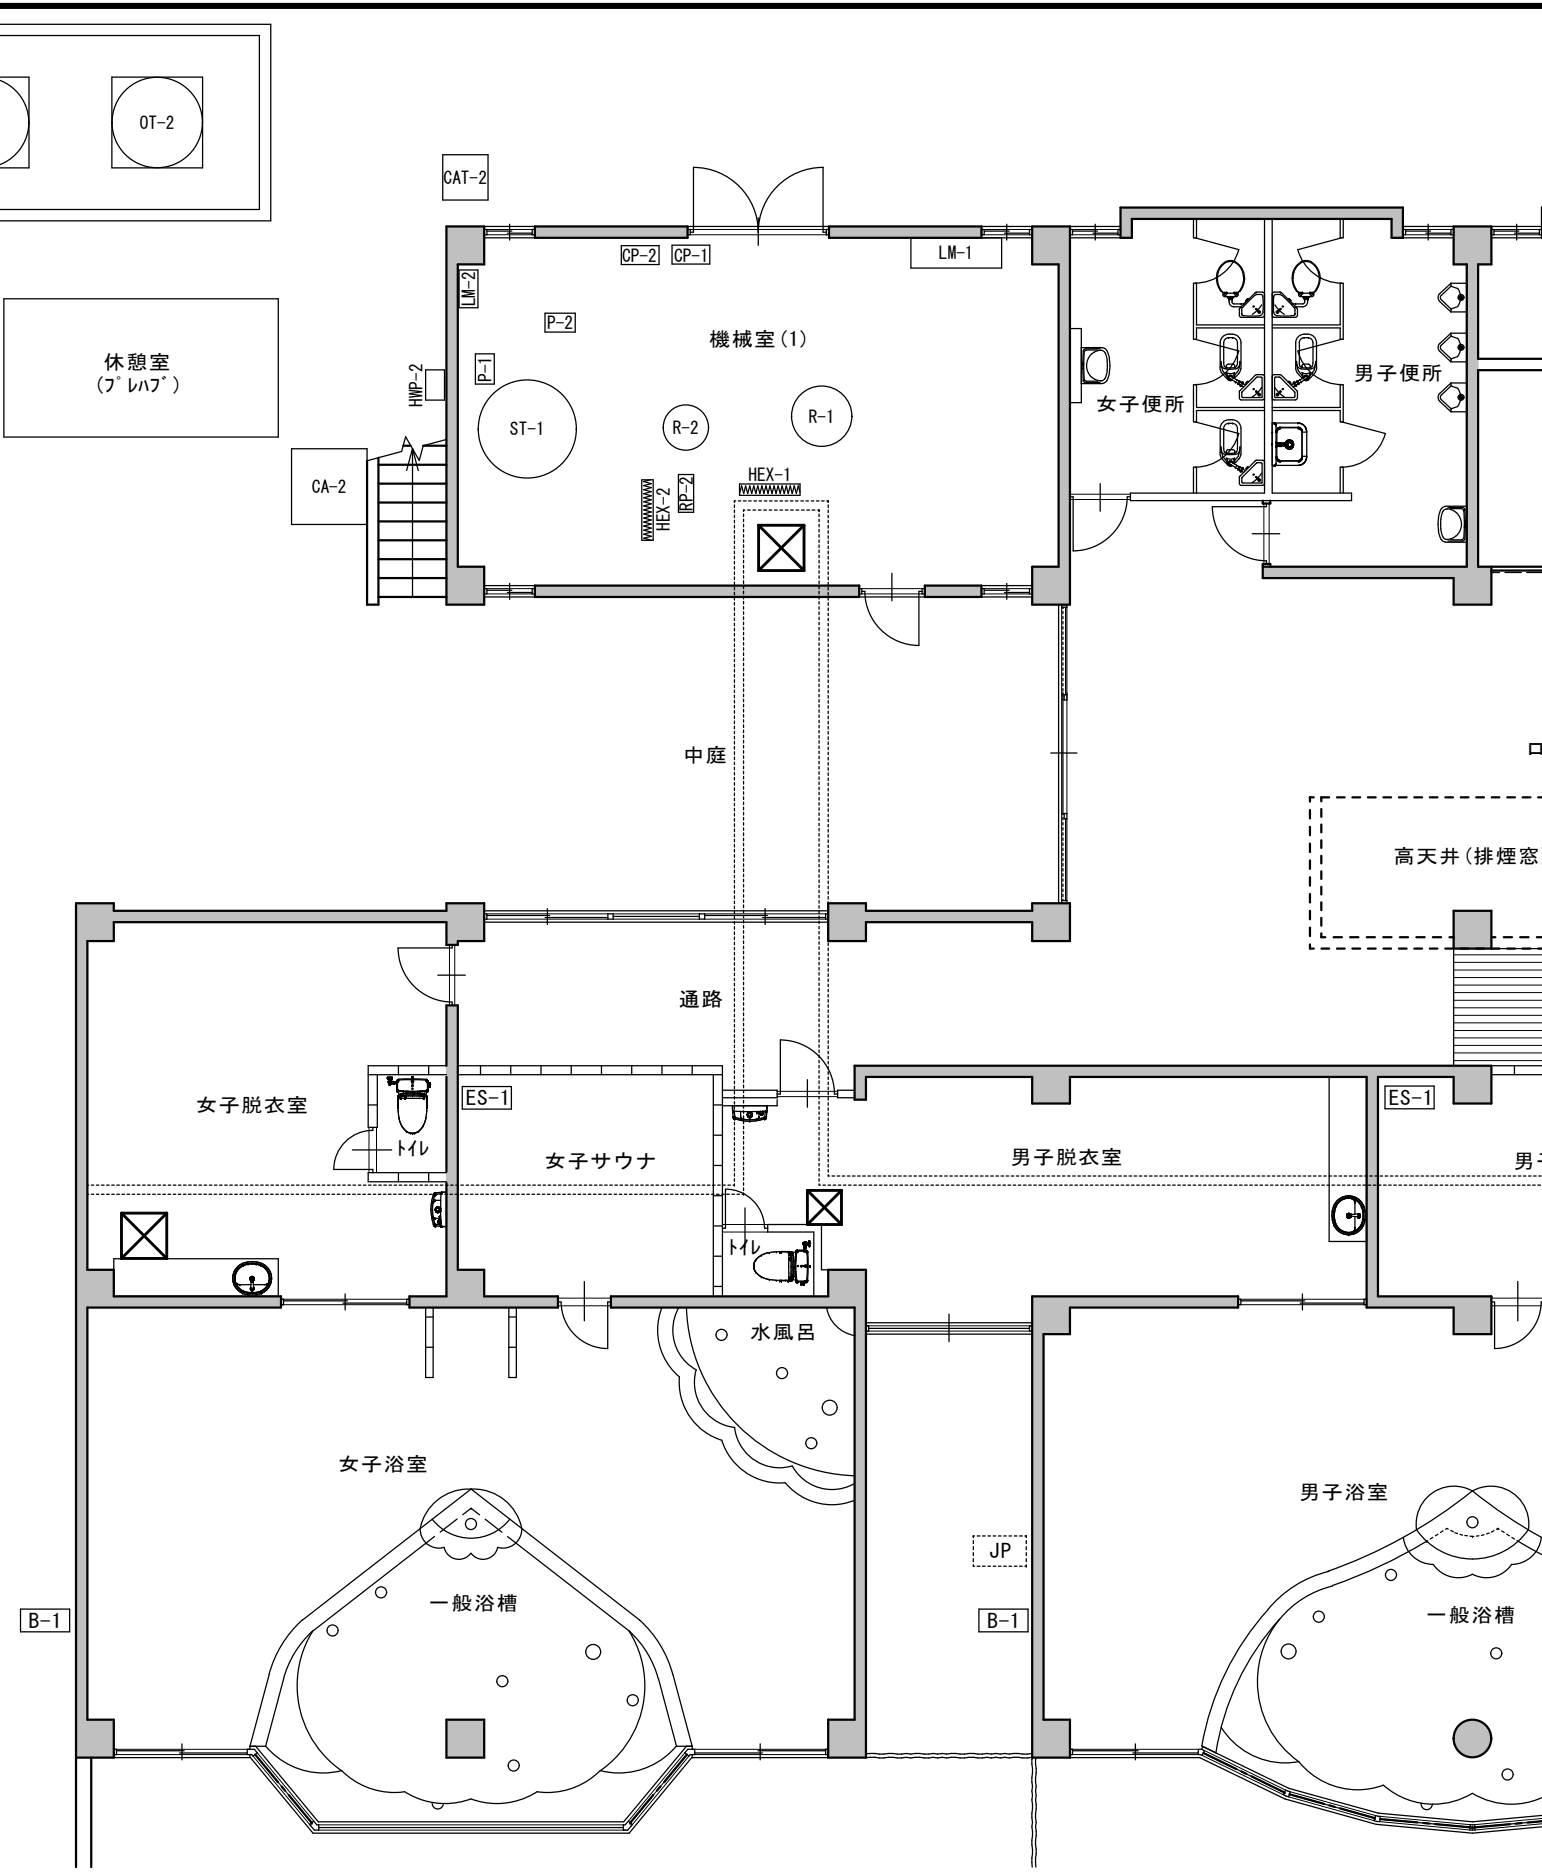 OT-2
CAT-2
CP-2
CP-1
LM-1
LM-2
P-2
機械室(1)
休憩室
(ﾌﾟﾚﾊﾌﾞ)
HWP-2
P-1
男子便所
女子便所
ST-1
R-2
R-1
CA-2
HEX-1
HEX-2
RP-2
中庭
ロ
高天井(排煙窓)
通路
女子脱衣室
ES-1
ES-1
ﾄｲﾚ
女子サウナ
男子脱衣室
男子
ﾄｲﾚ
水風呂
女子浴室
男子浴室
JP
一般浴槽
一般浴槽
B-1
B-1